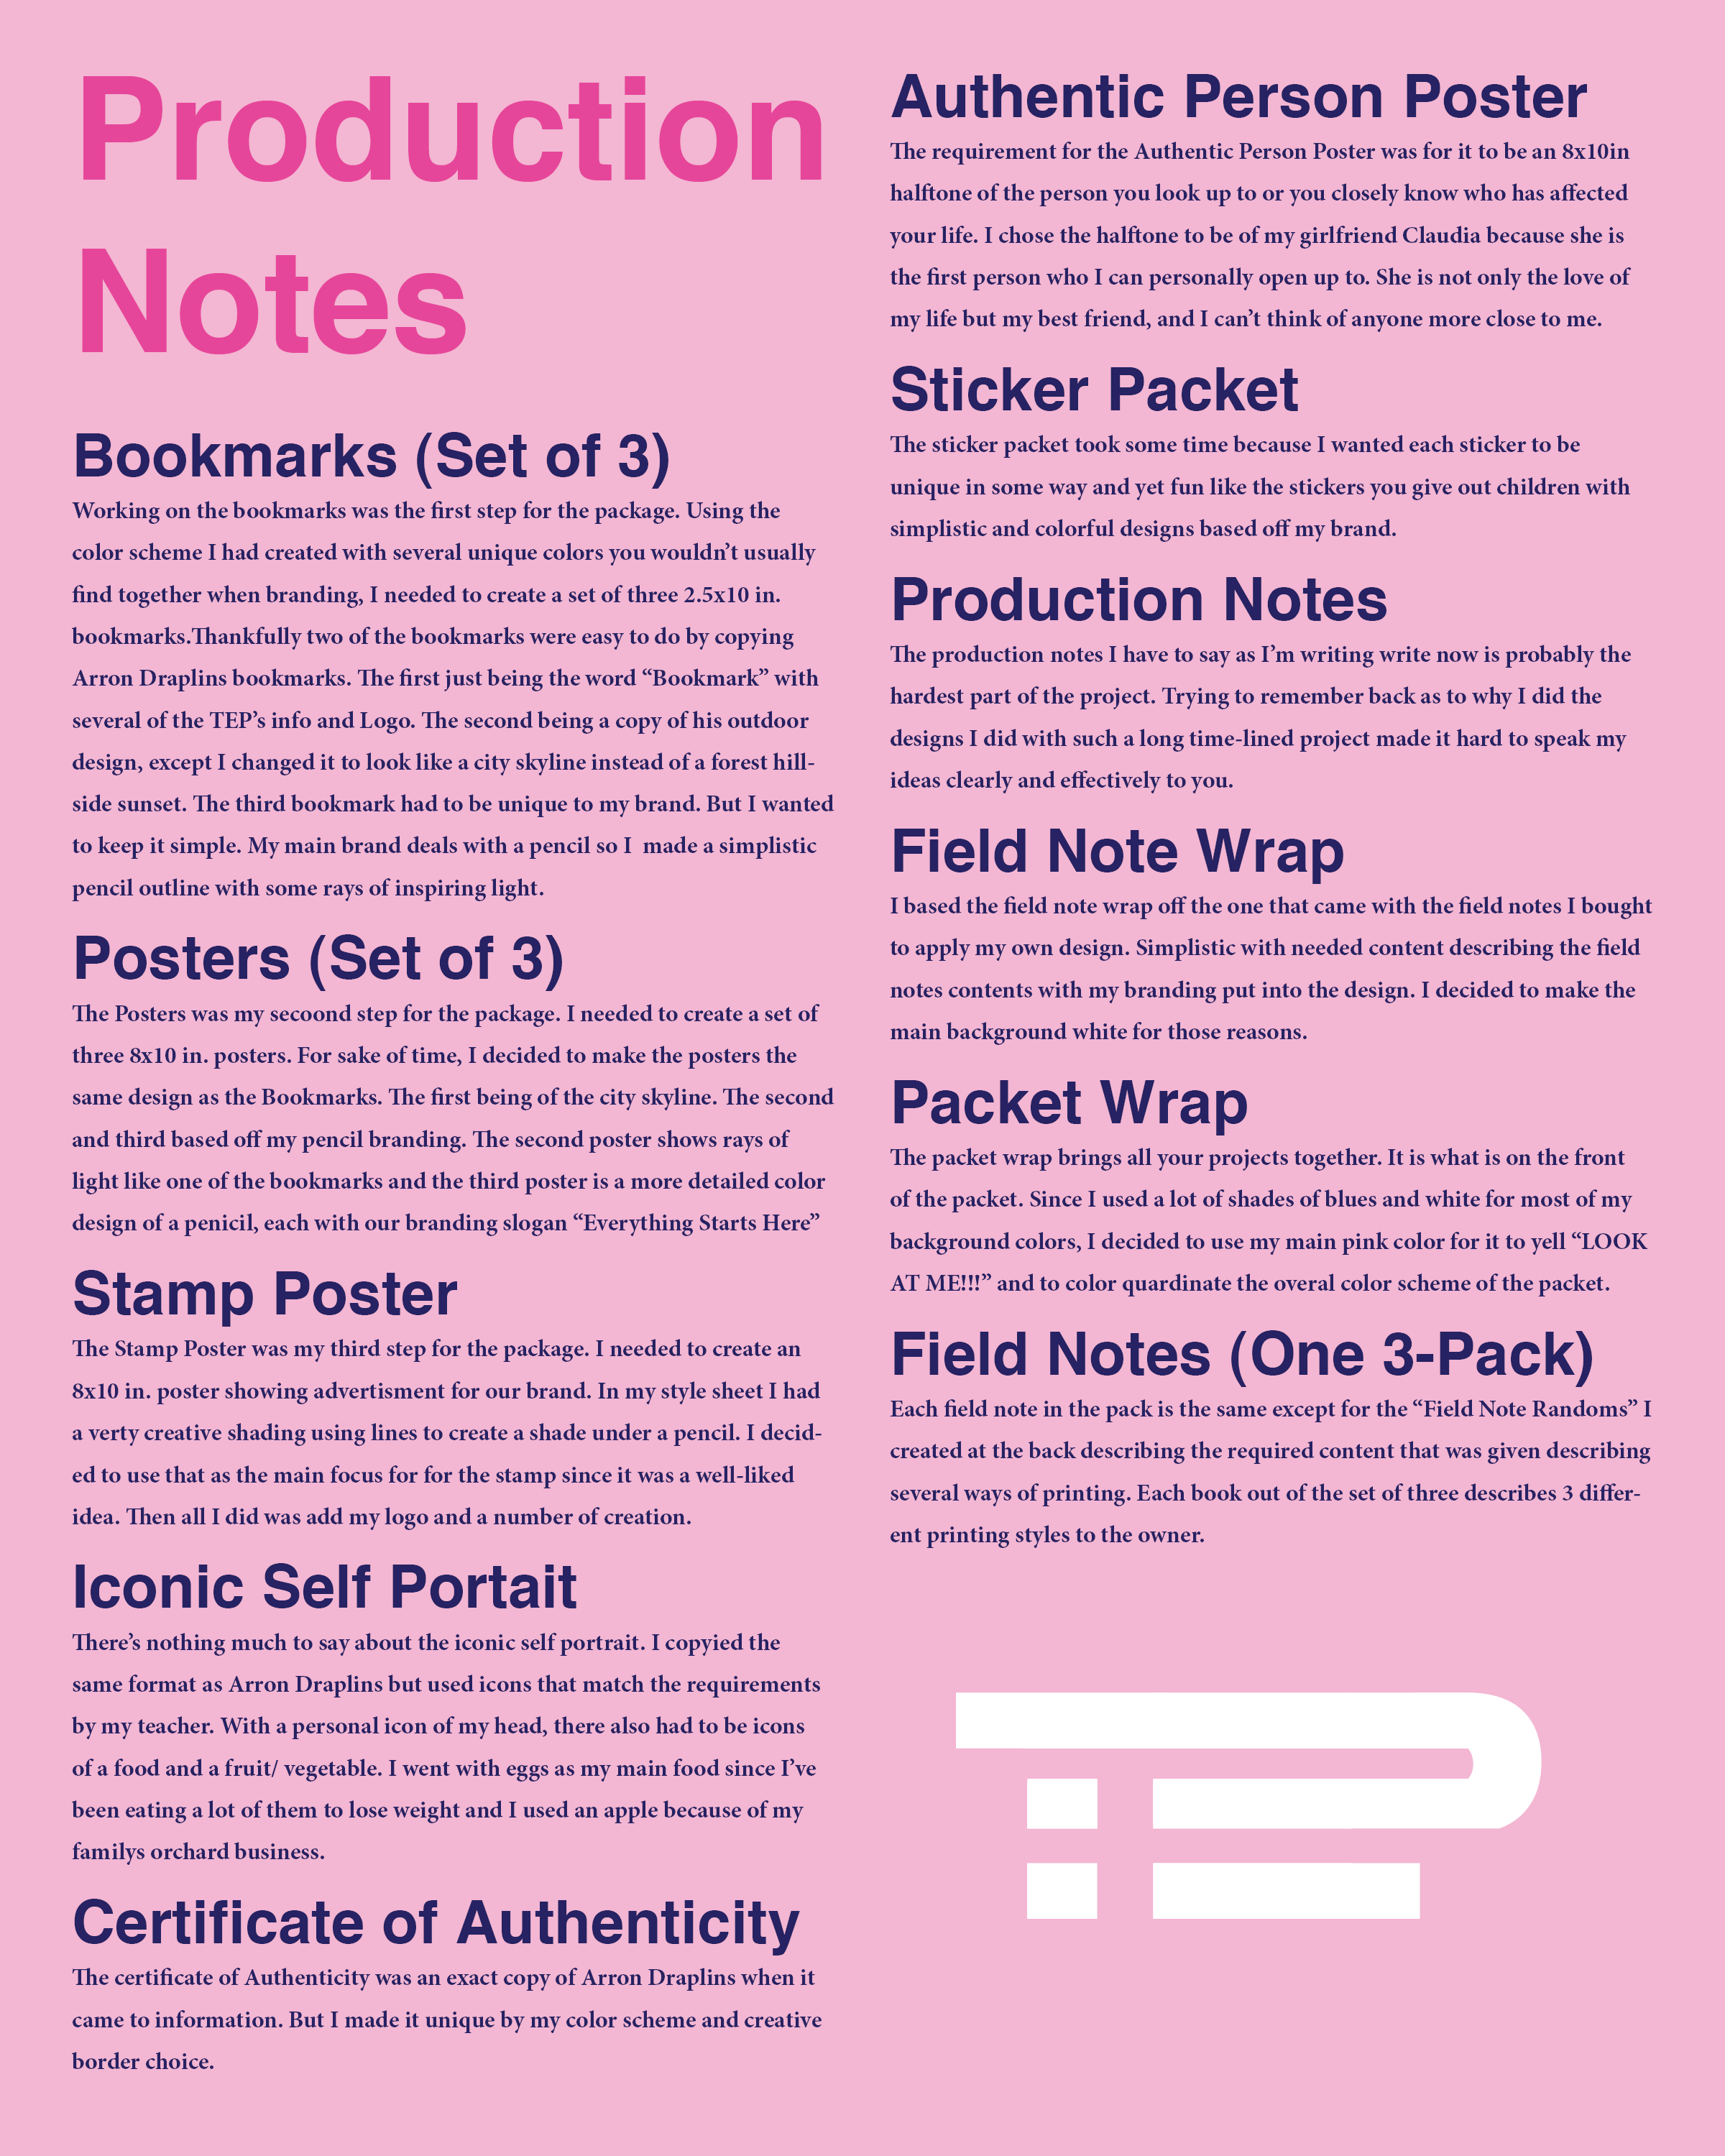 Production
Notes
Bookmarks (Set of 3)
Working on the bookmarks was the first step for the package. Using the
color scheme I had created with several unique colors you wouldn’t usually
find together when branding, I needed to create a set of three 2.5x10 in.
bookmarks.Thankfully two of the bookmarks were easy to do by copying
Arron Draplins bookmarks. The first just being the word “Bookmark” with
several of the TEP’s info and Logo. The second being a copy of his outdoor
design, except I changed it to look like a city skyline instead of a forest hill-
side sunset. The third bookmark had to be unique to my brand. But I wanted
to keep it simple. My main brand deals with a pencil so I  made a simplistic
pencil outline with some rays of inspiring light.
Posters (Set of 3)
The Posters was my secoond step for the package. I needed to create a set of
three 8x10 in. posters. For sake of time, I decided to make the posters the
same design as the Bookmarks. The first being of the city skyline. The second
and third based off my pencil branding. The second poster shows rays of
light like one of the bookmarks and the third poster is a more detailed color
design of a penicil, each with our branding slogan “Everything Starts Here”
Stamp Poster
The Stamp Poster was my third step for the package. I needed to create an
8x10 in. poster showing advertisment for our brand. In my style sheet I had
a verty creative shading using lines to create a shade under a pencil. I decid-
ed to use that as the main focus for for the stamp since it was a well-liked
idea. Then all I did was add my logo and a number of creation.
Iconic Self Portait
There’s nothing much to say about the iconic self portrait. I copyied the
same format as Arron Draplins but used icons that match the requirements
by my teacher. With a personal icon of my head, there also had to be icons
of a food and a fruit/ vegetable. I went with eggs as my main food since I’ve
been eating a lot of them to lose weight and I used an apple because of my
familys orchard business.
Certificate of Authenticity
The certificate of Authenticity was an exact copy of Arron Draplins when it
came to information. But I made it unique by my color scheme and creative
border choice.
Authentic Person Poster
The requirement for the Authentic Person Poster was for it to be an 8x10in
halftone of the person you look up to or you closely know who has affected
your life. I chose the halftone to be of my girlfriend Claudia because she is
the first person who I can personally open up to. She is not only the love of
my life but my best friend, and I can’t think of anyone more close to me.
Sticker Packet
The sticker packet took some time because I wanted each sticker to be
unique in some way and yet fun like the stickers you give out children with
simplistic and colorful designs based off my brand.
Production Notes
The production notes I have to say as I’m writing write now is probably the
hardest part of the project. Trying to remember back as to why I did the
designs I did with such a long time-lined project made it hard to speak my
ideas clearly and effectively to you.
Field Note Wrap
I based the field note wrap off the one that came with the field notes I bought
to apply my own design. Simplistic with needed content describing the field
notes contents with my branding put into the design. I decided to make the
main background white for those reasons.
Packet Wrap
The packet wrap brings all your projects together. It is what is on the front
of the packet. Since I used a lot of shades of blues and white for most of my
background colors, I decided to use my main pink color for it to yell “LOOK
AT ME!!!” and to color quardinate the overal color scheme of the packet.
Field Notes (One 3-Pack)
Each field note in the pack is the same except for the “Field Note Randoms” I
created at the back describing the required content that was given describing
several ways of printing. Each book out of the set of three describes 3 differ-
ent printing styles to the owner.